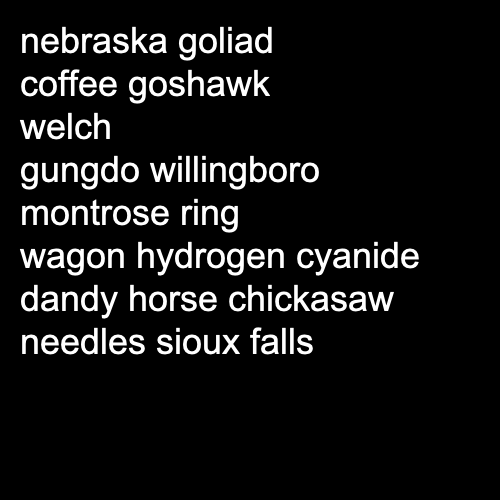 nebraska goliad
coffee goshawk
welch
gungdo willingboro
montrose ring
wagon hydrogen cyanide
dandy horse chickasaw
needles sioux falls